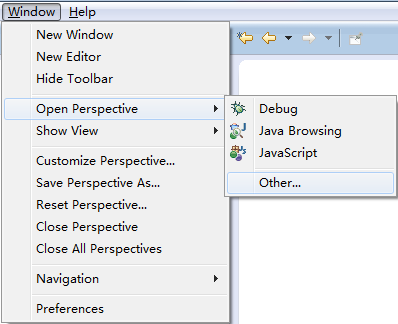 Window Help
New Window
New Editor
Hide Toolbar
Open Perspective
Show View
Customize Perspective...
Save Perspective As...
Reset Perspective...
Close Perspective
Close All Perspectives
Navigation
Preferences
Debug
Java Browsing
JavaScript
Other...